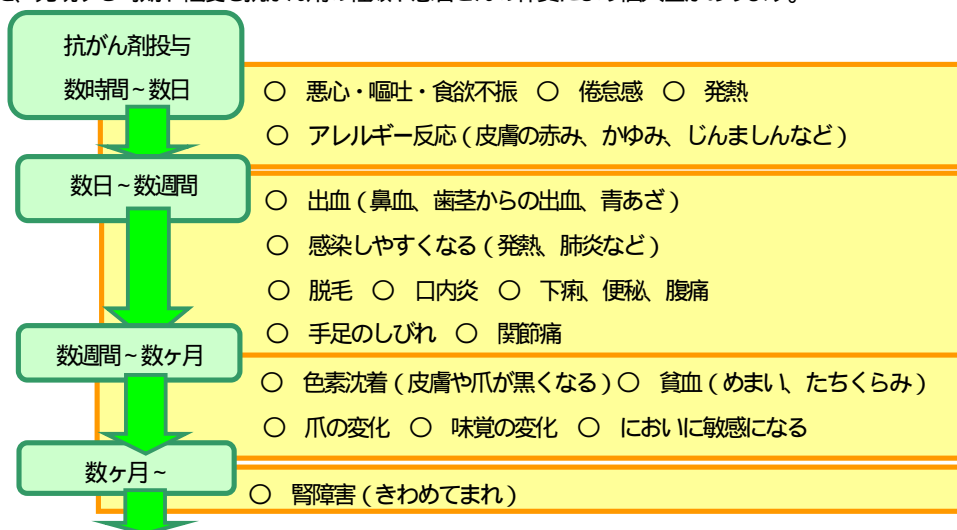 抗がん剤投与
数時間~数日
○ 悪心・嘔吐・食欲不振 ○ 倦怠感 ○ 発熱
○ アレルギー反応(皮膚の赤み、かゆみ、じんましんなど)
数日~数週間
○ 出血(鼻血、歯茎からの出血、青あざ)
○ 感染しやすくなる(発熱、肺炎など)
○ 脱毛 ○ 口内炎 ○ 下痢、便秘、腹痛
○ 手足のしびれ ○ 関節痛
数週間~数ヶ月
○ 色素沈着(皮膚や爪が黒くなる)○ 貧血(めまい、たちくらみ)
○ 爪の変化 ○ 味覚の変化 ○ においに敏感になる
数ヶ月~
○ 腎障害(きわめてまれ)